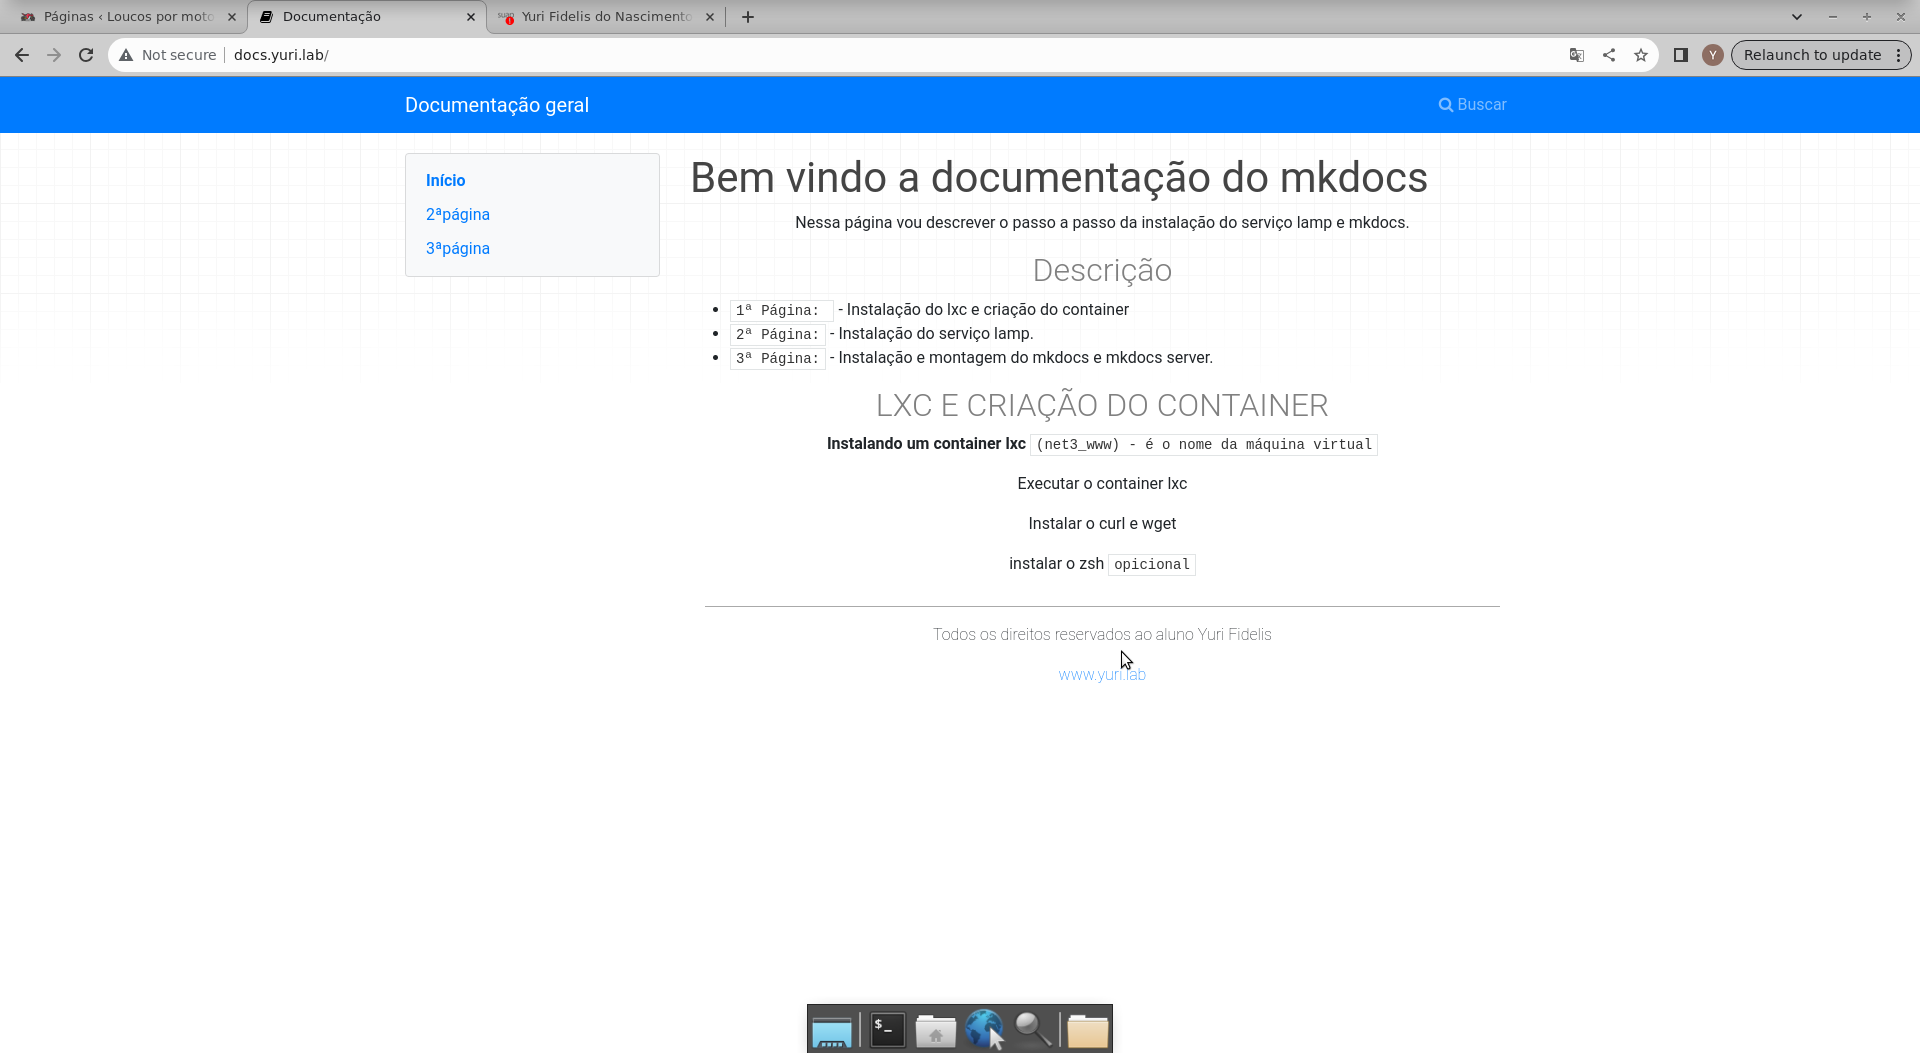 Páginas ‹ Loucos por moto
Documentação
Yuri Fidelis do Nascimento
Not secure
docs.yuri.lab/
Y
Relaunch to update
Documentação geral
Buscar
Início
2ªpágina
3ªpágina
Bem vindo a documentação do mkdocs
Nessa página vou descrever o passo a passo da instalação do serviço lamp e mkdocs.
Descrição
1ª Página: - Instalação do lxc e criação do container
2ª Página: - Instalação do serviço lamp.
3ª Página: - Instalação e montagem do mkdocs e mkdocs server.
LXC E CRIAÇÃO DO CONTAINER
Instalando um container lxc (net3_www) - é o nome da máquina virtual
Executar o container lxc
Instalar o curl e wget
instalar o zsh opicional
Todos os direitos reservados ao aluno Yuri Fidelis
www.yuri.lab
$_